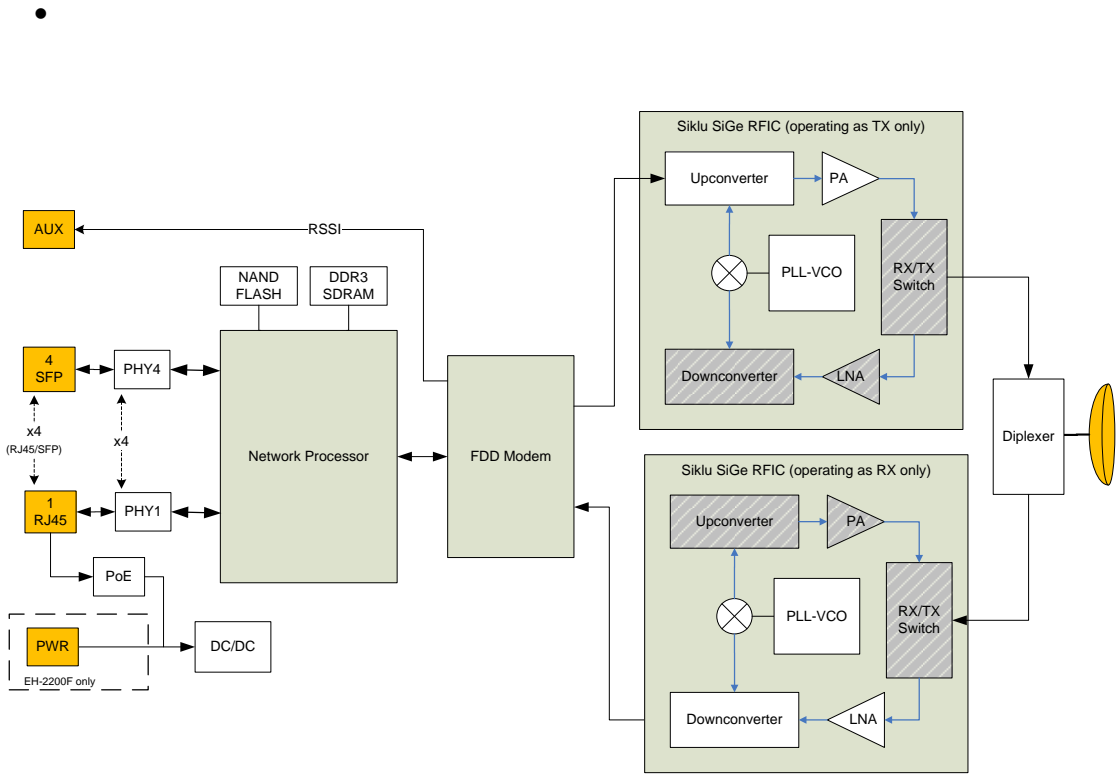 •
Siklu SiGe RFIC (operating as TX only)
Upconverter
PA
AUX
RSSI
PLL-VCO
RX/TX
Switch
NAND
FLASH
DDR3
SDRAM
4
SFP
PHY4
Downconverter
LNA
x4
(RJ45/SFP)
x4
Network Processor
FDD Modem
Diplexer
Siklu SiGe RFIC (operating as RX only)
1
RJ45
PHY1
Upconverter
PA
PoE
PLL-VCO
RX/TX
Switch
PWR
DC/DC
EH-2200F only
Downconverter
LNA